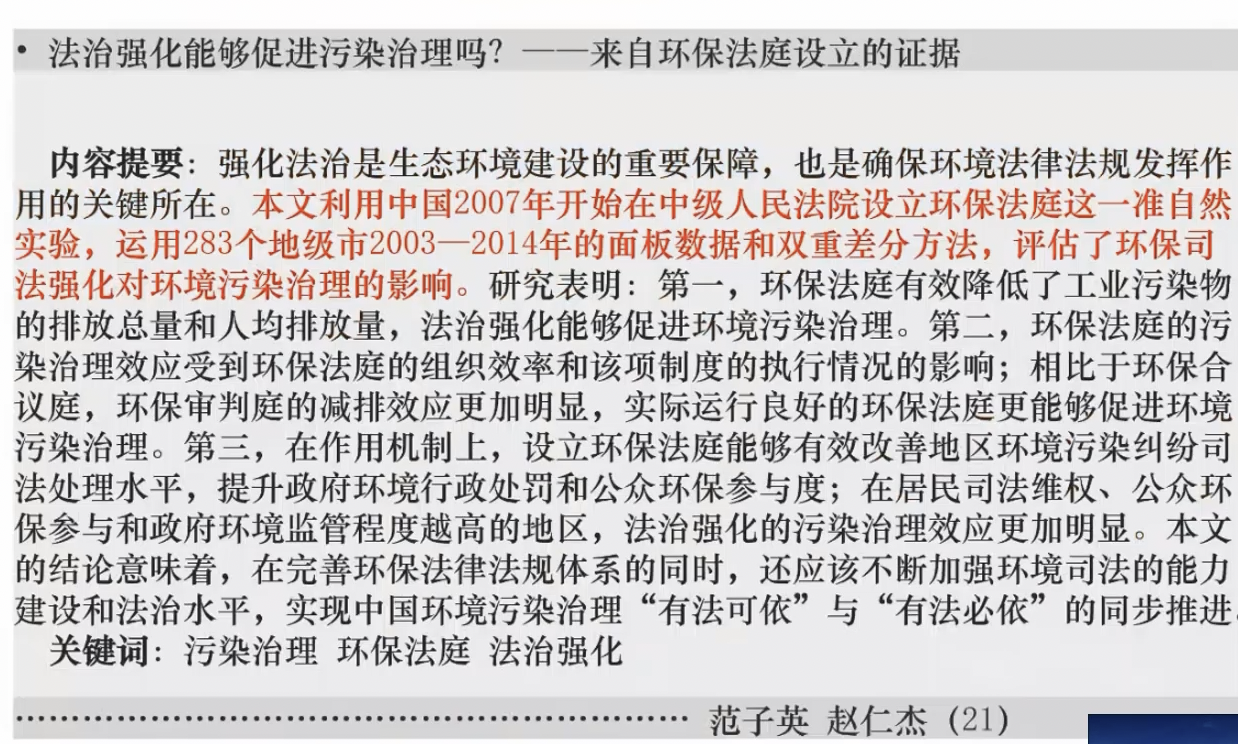 • 法治强化能够促进污染治理吗？——来自环保法庭设立的证据
内容提要：强化法治是生态环境建设的重要保障，也是确保环境法律法规发挥作
用的关键所在。本文利用中国2007年开始在中级人民法院设立环保法庭这一准自然
实验，运用283个地级市2003—2014年的面板数据和双重差分方法，评估了环保司
法强化对环境污染治理的影响。研究表明：第一，环保法庭有效降低了工业污染物
的排放总量和人均排放量，法治强化能够促进环境污染治理。第二，环保法庭的污
染治理效应受到环保法庭的组织效率和该项制度的执行情况的影响；相比于环保合
议庭，环保审判庭的减排效应更加明显，实际运行良好的环保法庭更能够促进环境
污染治理。第三，在作用机制上，设立环保法庭能够有效改善地区环境污染纠纷司
法处理水平，提升政府环境行政处罚和公众环保参与度；在居民司法维权、公众环
保参与和政府环境监管程度越高的地区，法治强化的污染治理效应更加明显。本文
的结论意味着，在完善环保法律法规体系的同时，还应该不断加强环境司法的能力
建设和法治水平，实现中国环境污染治理“有法可依”与“有法必依”的同步推进。
关键词：污染治理 环保法庭 法治强化
………………………………………………………… 范子英 赵仁杰（21）